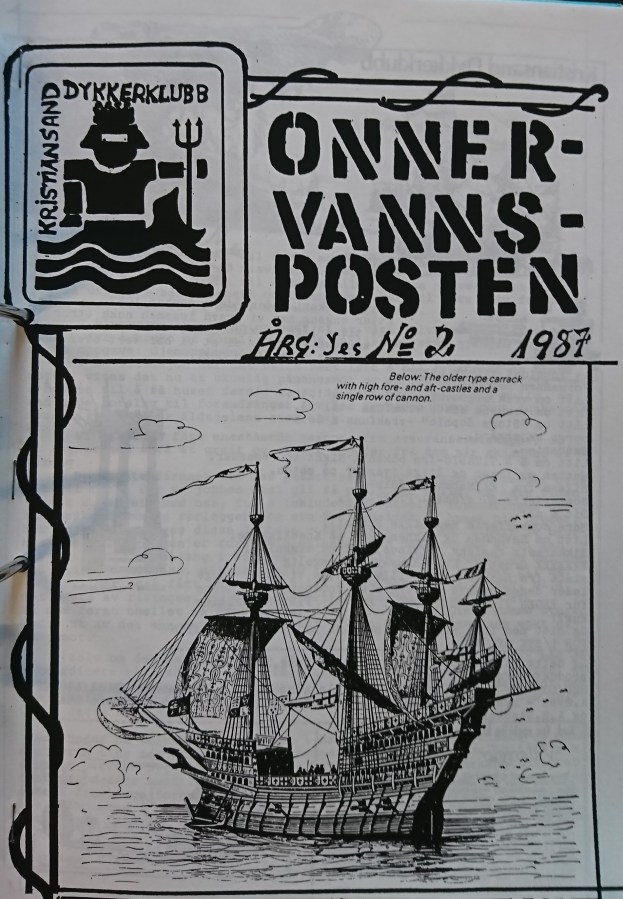 DYKKERKLUBB
KRISTIANSAND
ONNER-
VANNS-
POSTEN
ÅRG: Yes No 2 1987
Below: The older type carrack
with high fore- and aft-castles and a
single row of cannon.